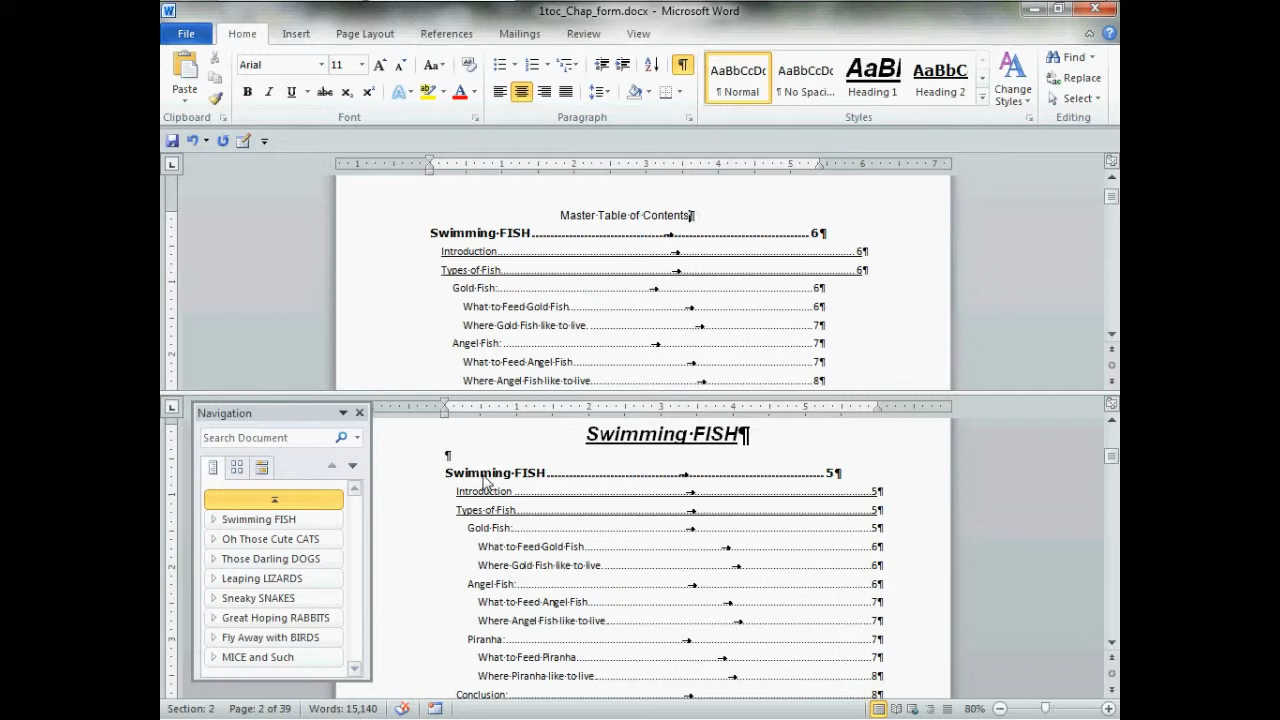 1toc_Chap_form.docx - Microsoft Word
File Home Insert Page Layout References Mailings Review View
Paste
Arial 11
Clipboard Font Paragraph Styles Editing
AaBbCcDc AaBbCcDc AaBl AaBbC
¶ Normal ¶ No Spaci... Heading 1 Heading 2
Change Styles
Find
Replace
Select
Master·Table·of·Contents¶
Swimming·FISH 6¶
Introduction 6¶
Types·of·Fish 6¶
Gold·Fish: 6¶
What·to·Feed·Gold·Fish 6¶
Where·Gold·Fish·like·to·live. 7¶
Angel·Fish: 7¶
What·to·Feed·Angel·Fish 7¶
Where·Angel·Fish·like·to·live 8¶
Navigation
Search Document
Swimming FISH
Oh Those Cute CATS
Those Darling DOGS
Leaping LIZARDS
Sneaky SNAKES
Great Hoping RABBITS
Fly Away with BIRDS
MICE and Such
Swimming·FISH¶
¶
Swimming·FISH 5¶
Introduction 5¶
Types·of·Fish 5¶
Gold·Fish: 5¶
What·to·Feed·Gold·Fish 6¶
Where·Gold·Fish·like·to·live. 6¶
Angel·Fish: 6¶
What·to·Feed·Angel·Fish 7¶
Where·Angel·Fish·like·to·live 7¶
Piranha: 7¶
What·to·Feed·Piranha 7¶
Where·Piranha·like·to·live 8¶
Conclusion: 8¶
Section: 2 Page: 2 of 39 Words: 15,140 80%